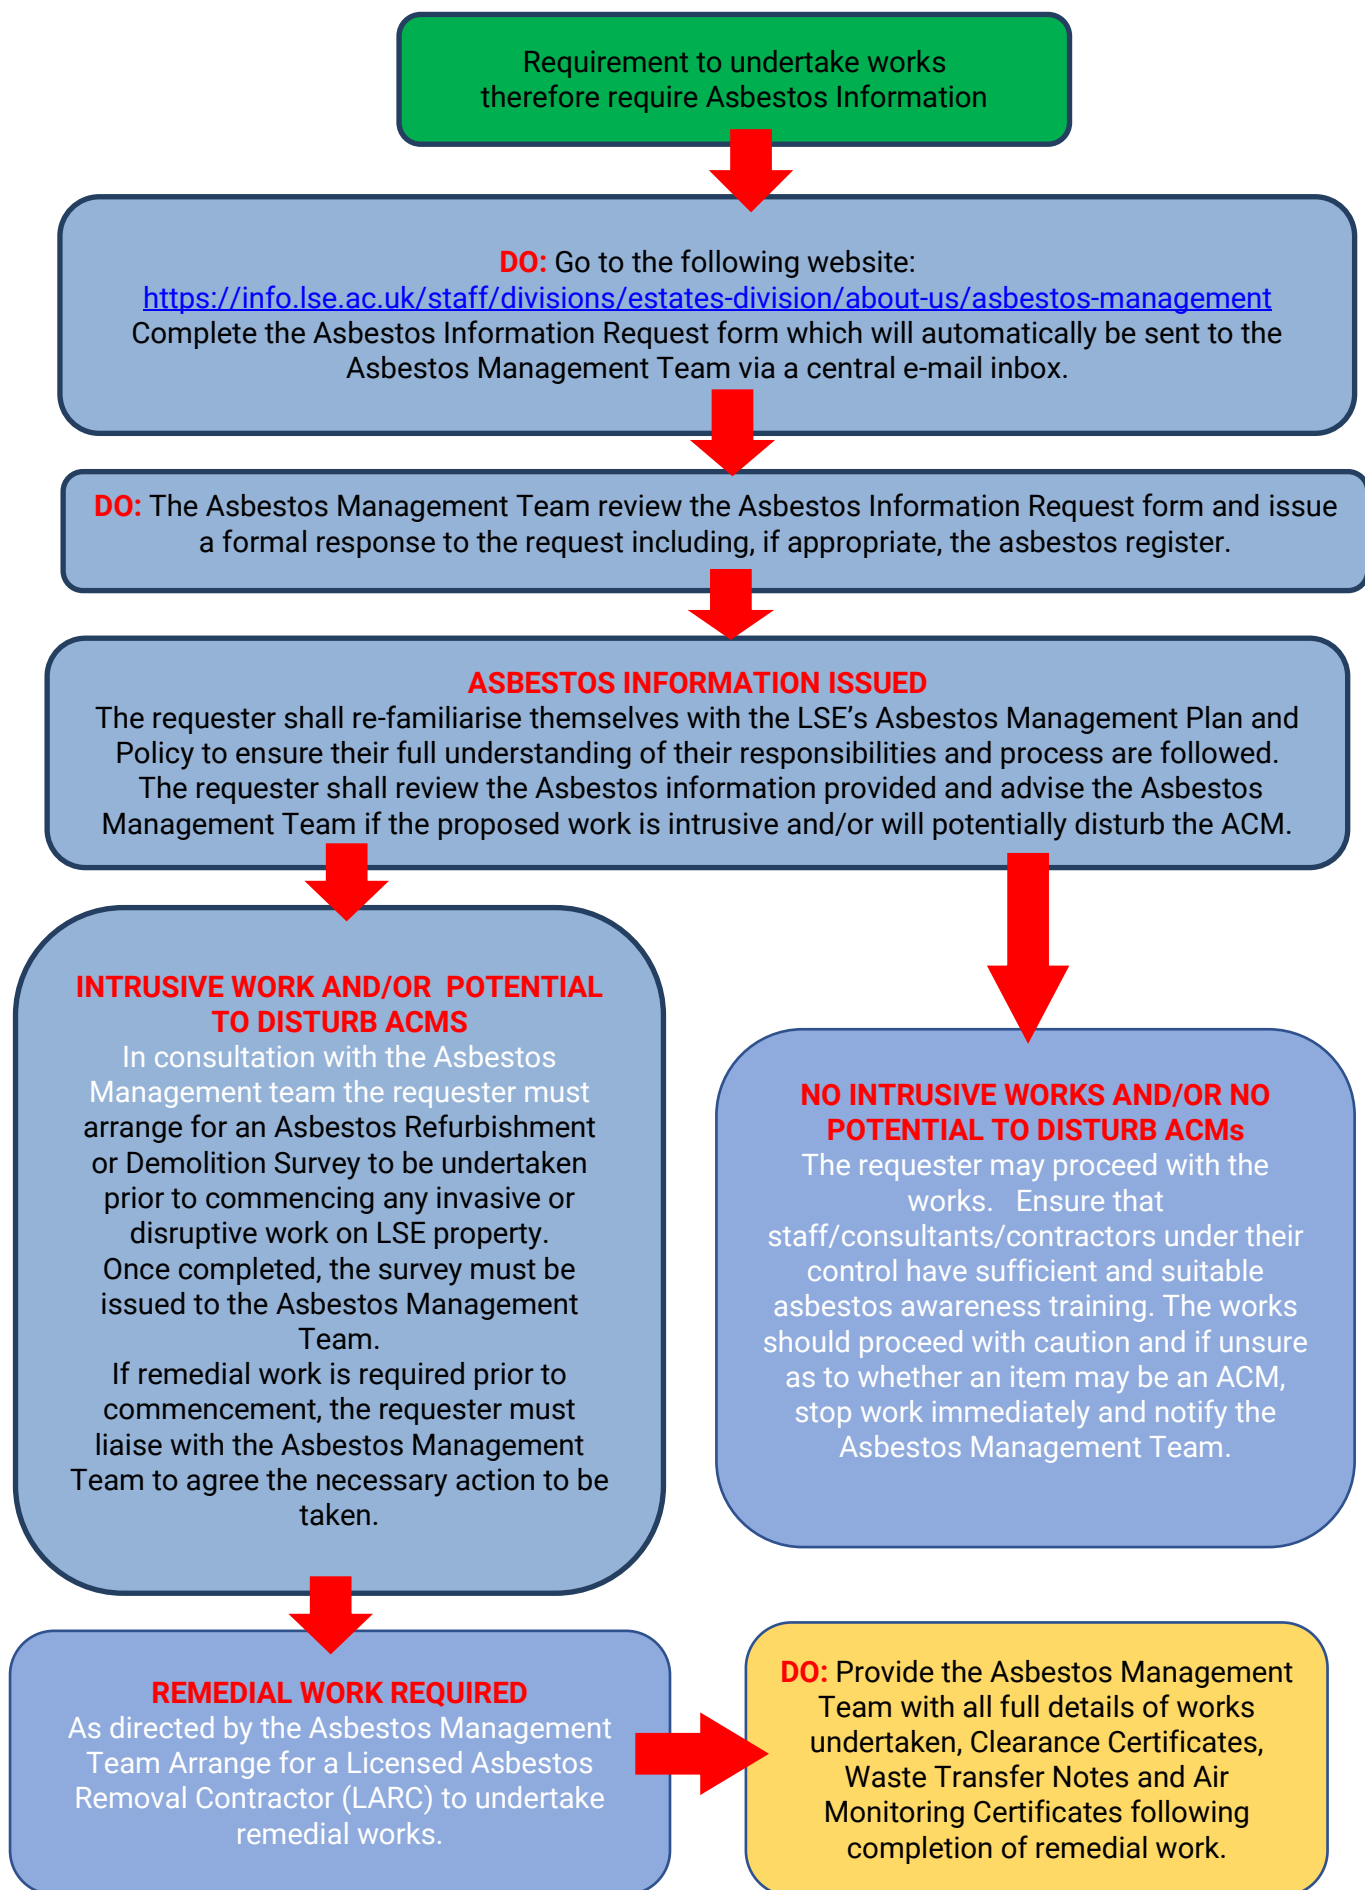 Requirement to undertake works
therefore require Asbestos Information
DO: Go to the following website:
https://info.lse.ac.uk/staff/divisions/estates-division/about-us/asbestos-management
Complete the Asbestos Information Request form which will automatically be sent to the
Asbestos Management Team via a central e-mail inbox.
DO: The Asbestos Management Team review the Asbestos Information Request form and issue
a formal response to the request including, if appropriate, the asbestos register.
ASBESTOS INFORMATION ISSUED
The requester shall re-familiarise themselves with the LSE’s Asbestos Management Plan and
Policy to ensure their full understanding of their responsibilities and process are followed.
The requester shall review the Asbestos information provided and advise the Asbestos
Management Team if the proposed work is intrusive and/or will potentially disturb the ACM.
INTRUSIVE WORK AND/OR POTENTIAL
TO DISTURB ACMS
In consultation with the Asbestos
Management team the requester must
arrange for an Asbestos Refurbishment
or Demolition Survey to be undertaken
prior to commencing any invasive or
disruptive work on LSE property.
Once completed, the survey must be
issued to the Asbestos Management
Team.
If remedial work is required prior to
commencement, the requester must
liaise with the Asbestos Management
Team to agree the necessary action to be
taken.
NO INTRUSIVE WORKS AND/OR NO
POTENTIAL TO DISTURB ACMs
The requester may proceed with the
works. Ensure that
staff/consultants/contractors under their
control have sufficient and suitable
asbestos awareness training. The works
should proceed with caution and if unsure
as to whether an item may be an ACM,
stop work immediately and notify the
Asbestos Management Team.
REMEDIAL WORK REQUIRED
As directed by the Asbestos Management
Team Arrange for a Licensed Asbestos
Removal Contractor (LARC) to undertake
remedial works.
DO: Provide the Asbestos Management
Team with all full details of works
undertaken, Clearance Certificates,
Waste Transfer Notes and Air
Monitoring Certificates following
completion of remedial work.